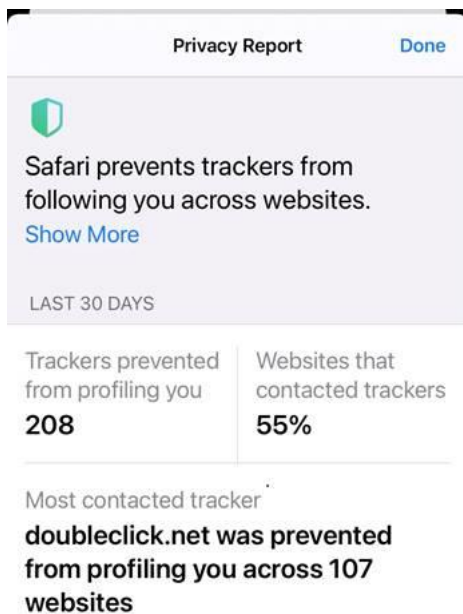 Privacy Report Done
Safari prevents trackers from
following you across websites.
Show More
LAST 30 DAYS
Trackers prevented
from profiling you
208
Websites that
contacted trackers
55%
Most contacted tracker
doubleclick.net was prevented
from profiling you across 107
websites